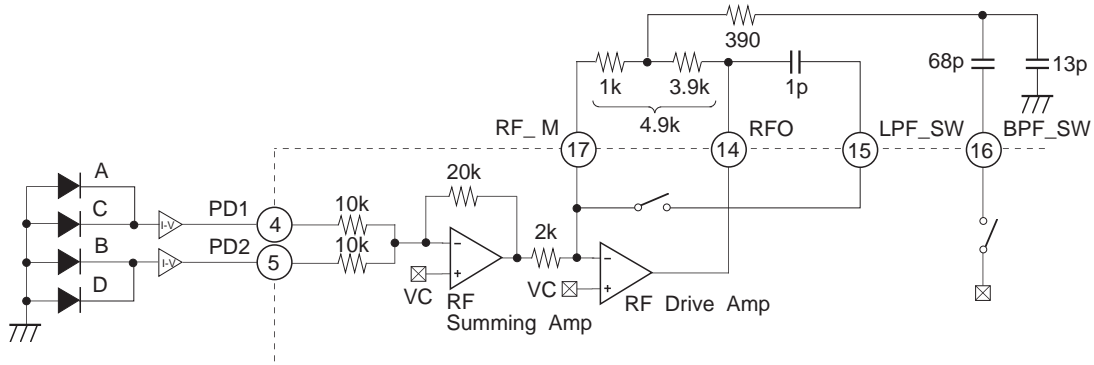 390
68p
13p
1k
3.9k
1p
4.9k
RF_M
RFO
LPF_SW
BPF_SW
17
14
15
16
A
C
B
D
I-V
I-V
PD1
PD2
4
5
10k
10k
20k
2k
−
+
−
+
VC
VC
RF
Summing Amp
RF Drive Amp